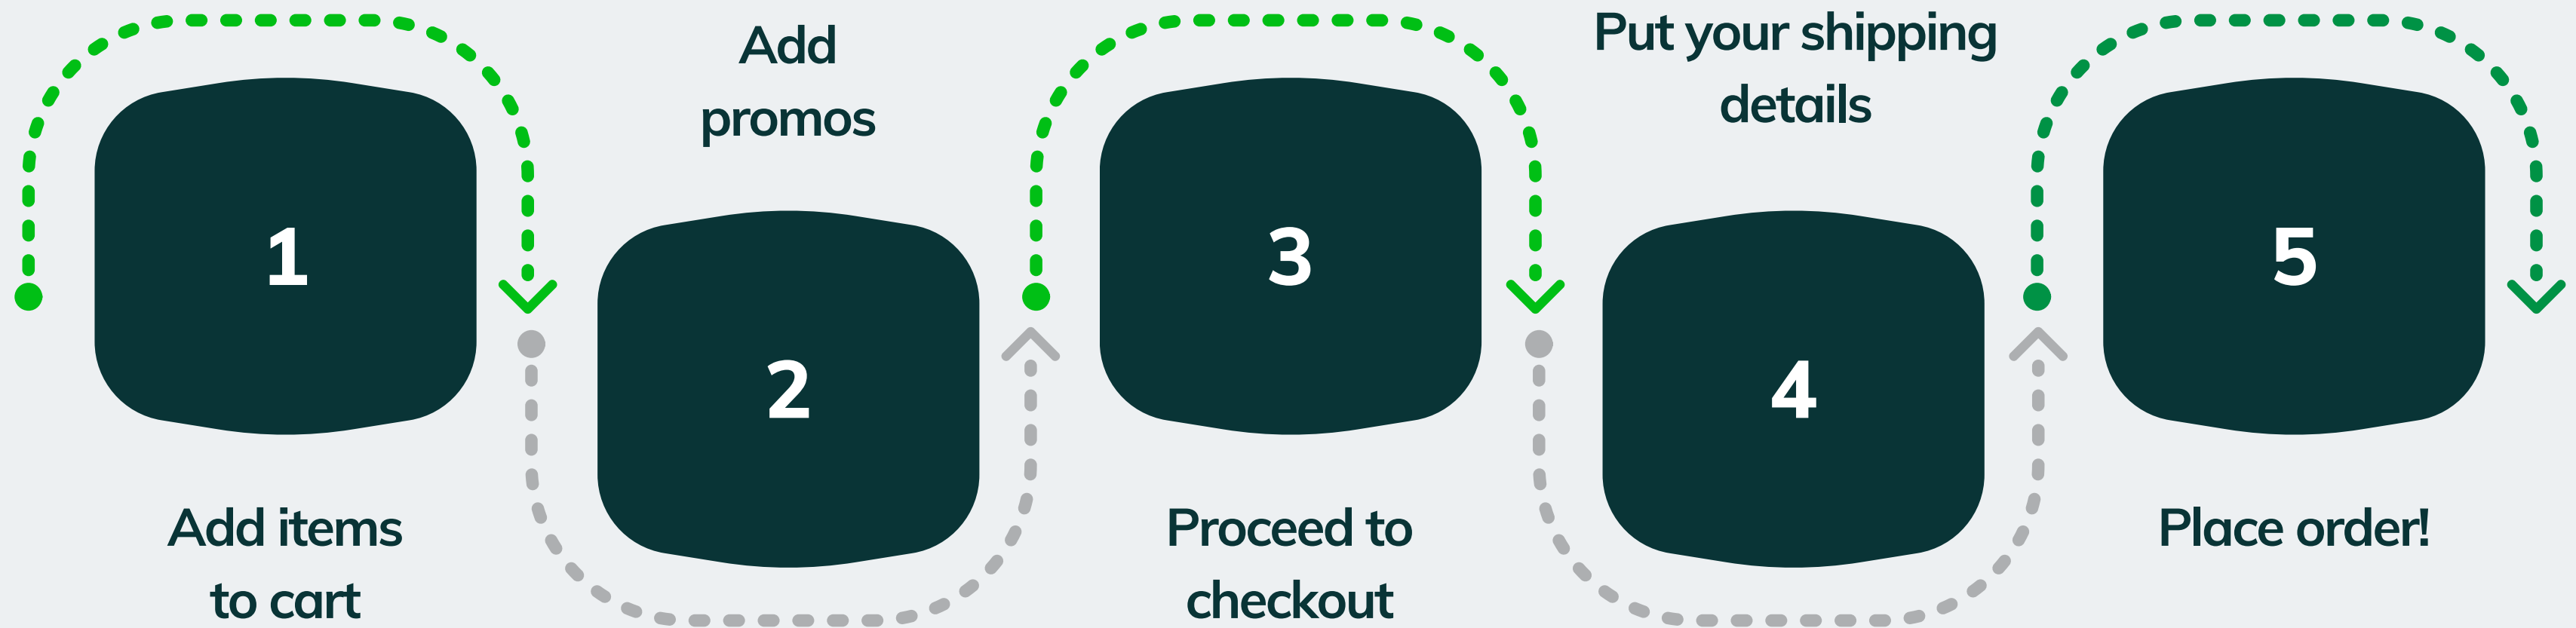 1
Add items
to cart
Add
promos
2
3
Proceed to
checkout
Put your shipping
details
4
5
Place order!